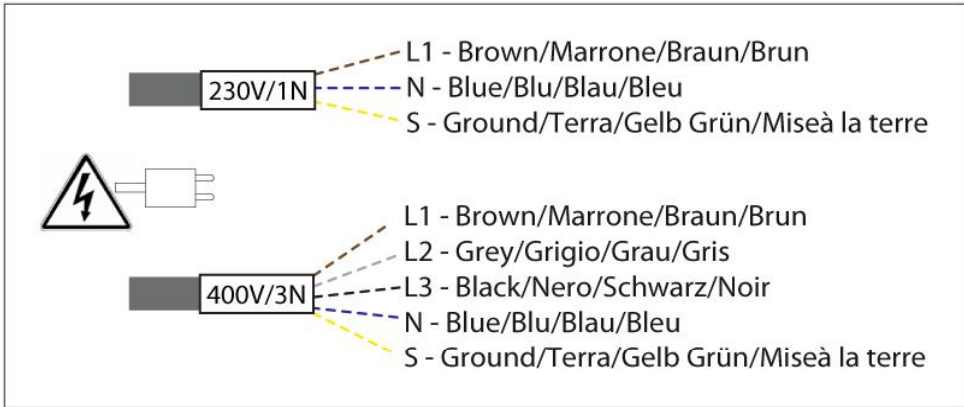 L1 - Brown/Marrone/Braun/Brun
230V/1N
N - Blue/Blu/Blau/Bleu
S - Ground/Terra/Gelb Grün/Miseà la terre
L1 - Brown/Marrone/Braun/Brun
L2 - Grey/Grigio/Grau/Gris
400V/3N
L3 - Black/Nero/Schwarz/Noir
N - Blue/Blu/Blau/Bleu
S - Ground/Terra/Gelb Grün/Miseà la terre